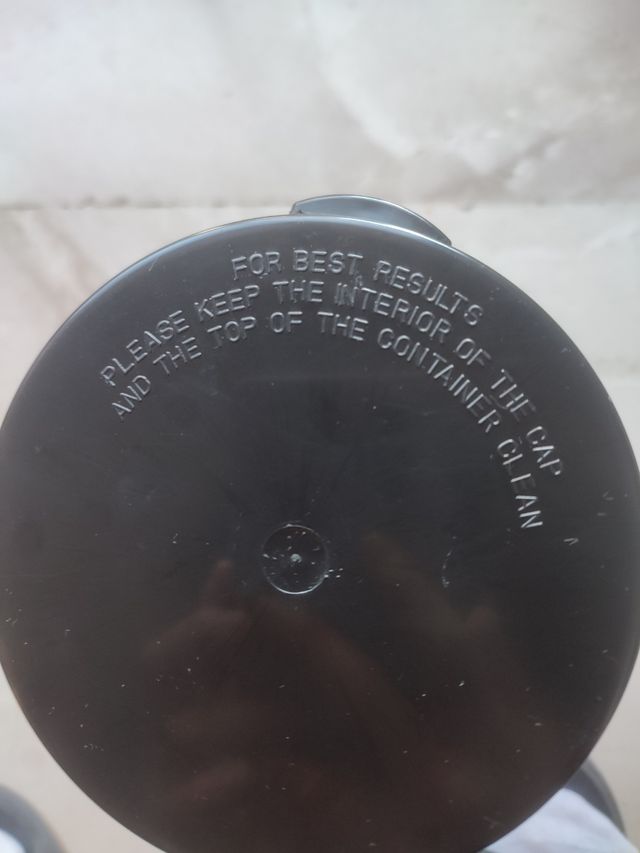 FOR BEST RESULTS
PLEASE KEEP THE INTERIOR OF THE CAP
AND THE TOP OF THE CONTAINER CLEAN